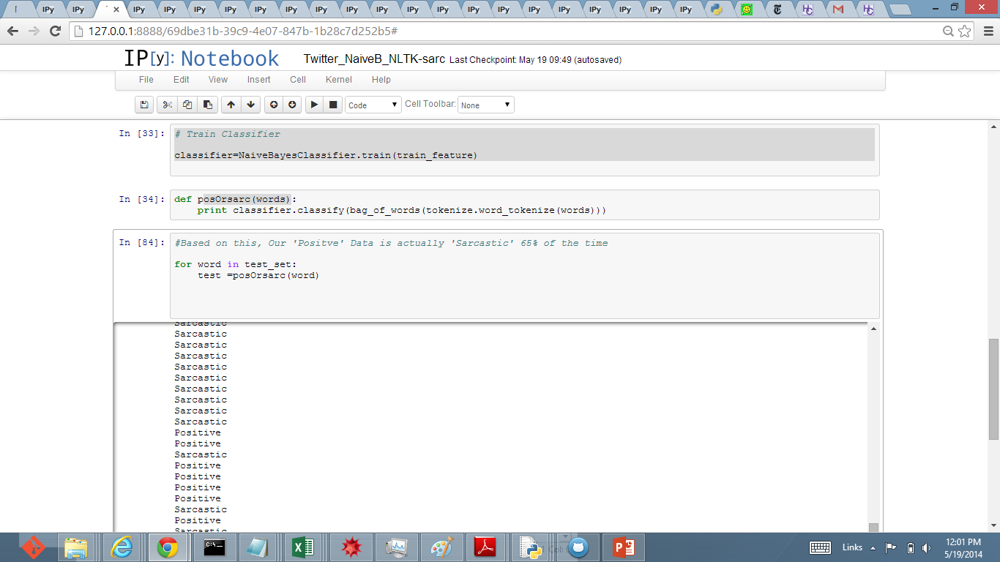 IPy IPy IPy IPy IPy IPy IPy IPy IPy IPy IPy IPy IPy IPy IPy IPy IPy IPy IPy IPy IPy
127.0.0.1:8888/69dbe31b-39c9-4e07-847b-1b28c7d252b5#
IP[y]: Notebook Twitter_NaiveB_NLTK-sarc Last Checkpoint: May 19 09:49 (autosaved)
File Edit View Insert Cell Kernel Help
Code Cell Toolbar: None
In [33]: # Train Classifier
classifier=NaiveBayesClassifier.train(train_feature)
In [34]: def posOrsarc(words):
print classifier.classify(bag_of_words(tokenize.word_tokenize(words)))
In [84]: #Based on this, Our 'Positve' Data is actually 'Sarcastic' 65% of the time
for word in test_set:
test =posOrsarc(word)
Sarcastic
Sarcastic
Sarcastic
Sarcastic
Sarcastic
Sarcastic
Sarcastic
Sarcastic
Sarcastic
Sarcastic
Positive
Positive
Sarcastic
Positive
Positive
Positive
Positive
Sarcastic
Positive
Sarcastic
Links 12:01 PM
5/19/2014